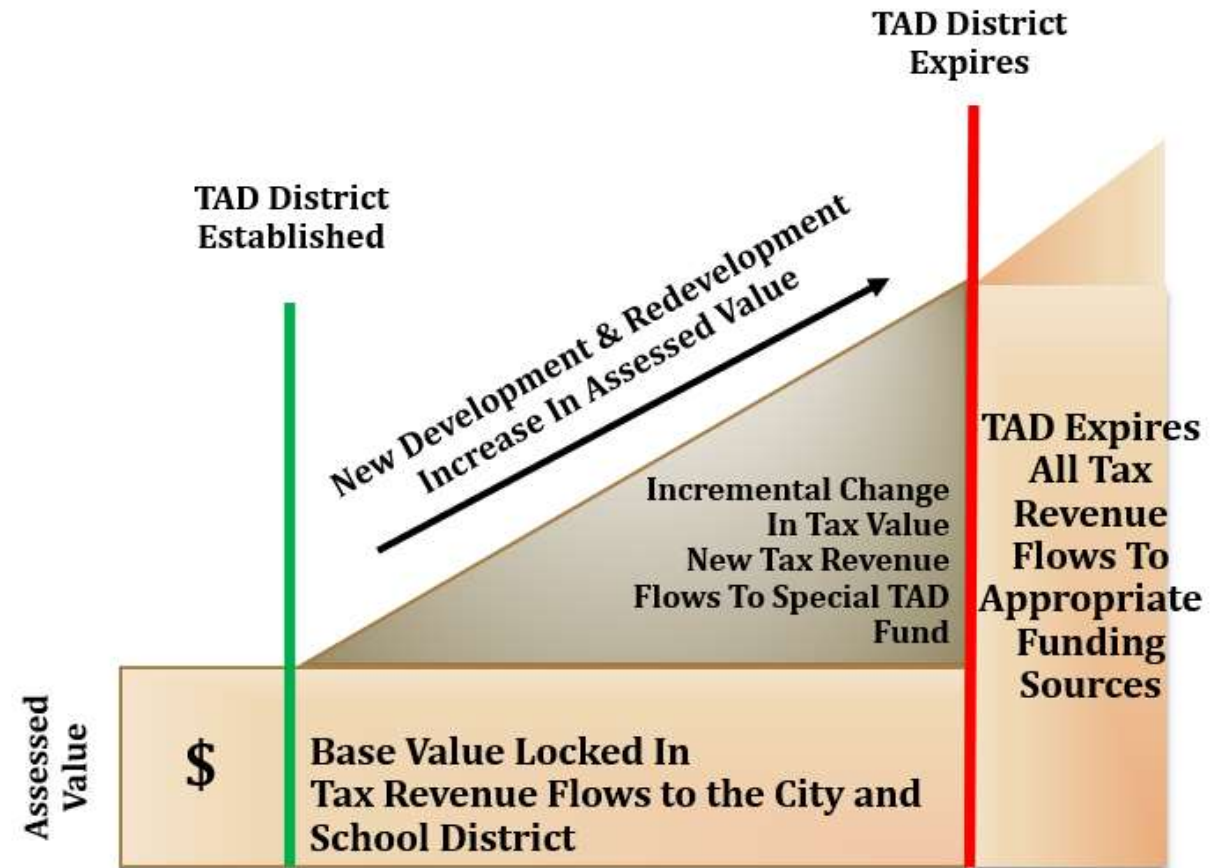 TAD District
Expires
TAD District
Established
New Development & Redevelopment
Increase In Assessed Value
Incremental Change
In Tax Value
New Tax Revenue
Flows To Special TAD
Fund
TAD Expires
All Tax
Revenue
Flows To
Appropriate
Funding
Sources
Assessed
Value
$
Base Value Locked In
Tax Revenue Flows to the City and
School District